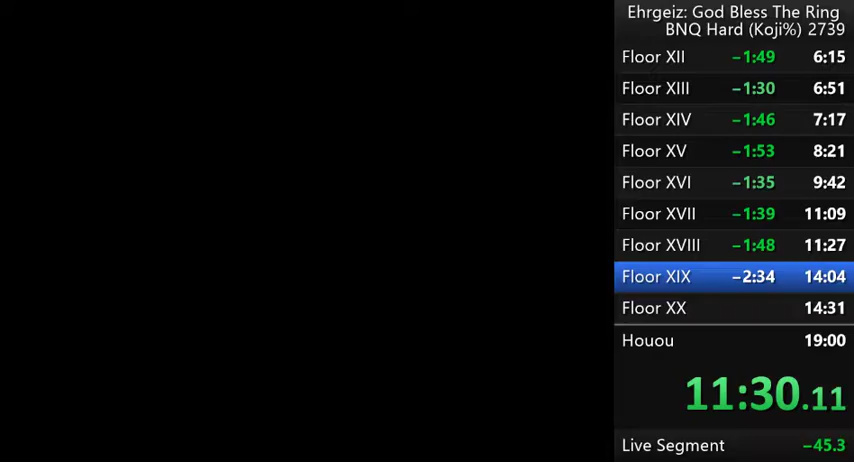 Ehrgeiz: God Bless The Ring
BNQ Hard (Koji%) 2739
Floor XII −1:49 6:15
Floor XIII −1:30 6:51
Floor XIV −1:46 7:17
Floor XV −1:53 8:21
Floor XVI −1:35 9:42
Floor XVII −1:39 11:09
Floor XVIII −1:48 11:27
Floor XIX −2:34 14:04
Floor XX 14:31
Houou 19:00
11:30.11
Live Segment −45.3